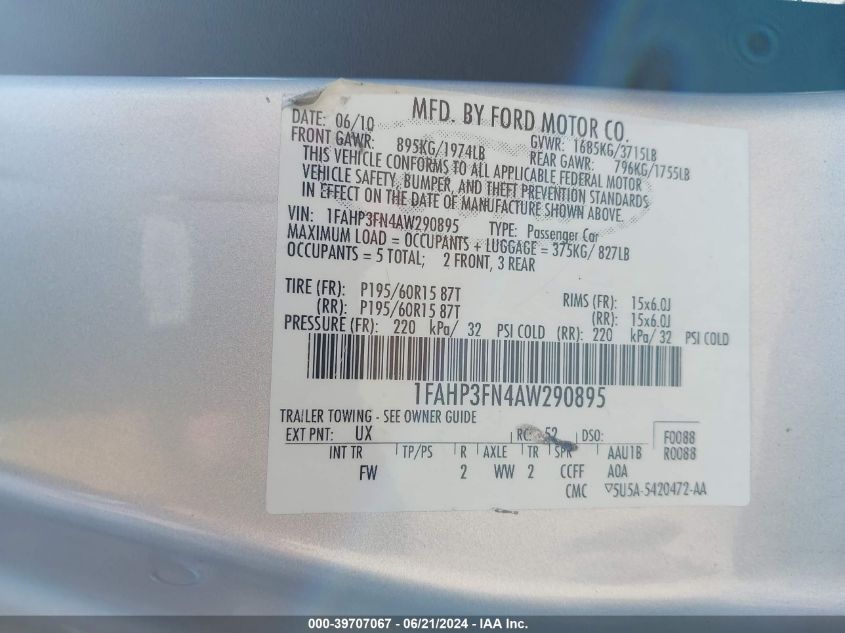 MFD. BY FORD MOTOR CO.
DATE: 06/10 GVWR: 1685KG/3715LB
FRONT GAWR: 895KG/1974LB REAR GAWR: 796KG/1755LB
THIS VEHICLE CONFORMS TO ALL APPLICABLE FEDERAL MOTOR
VEHICLE SAFETY, BUMPER, AND THEFT PREVENTION STANDARDS
IN EFFECT ON THE DATE OF MANUFACTURE SHOWN ABOVE.
VIN: 1FAHP3FN4AW290895 TYPE: Passenger Car
MAXIMUM LOAD = OCCUPANTS + LUGGAGE = 375KG/ 827LB
OCCUPANTS = 5 TOTAL; 2 FRONT, 3 REAR
TIRE (FR): P195/60R15 87T RIMS (FR): 15x6.0J
(RR): P195/60R15 87T (RR): 15x6.0J
PRESSURE (FR): 220 kPa/ 32 PSI COLD (RR): 220 kPa/ 32 PSI COLD
1FAHP3FN4AW290895
TRAILER TOWING - SEE OWNER GUIDE
EXT PNT: UX RC: 52 DSO: F0088
INT TR TP/PS R AXLE TR SPR AAU1B R0088
FW 2 WW 2 CCFF AOA
CMC ▽5U5A-5420472-AA
000-39707067 - 06/21/2024 - IAAI Inc.